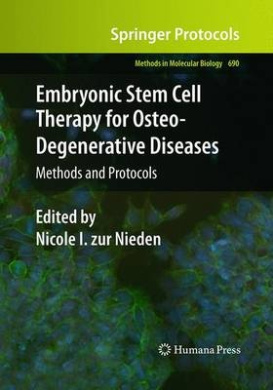 Springer Protocols
Methods in Molecular Biology 690
Embryonic Stem Cell
Therapy for Osteo-
Degenerative Diseases
Methods and Protocols
Edited by
Nicole I. zur Nieden
Humana Press